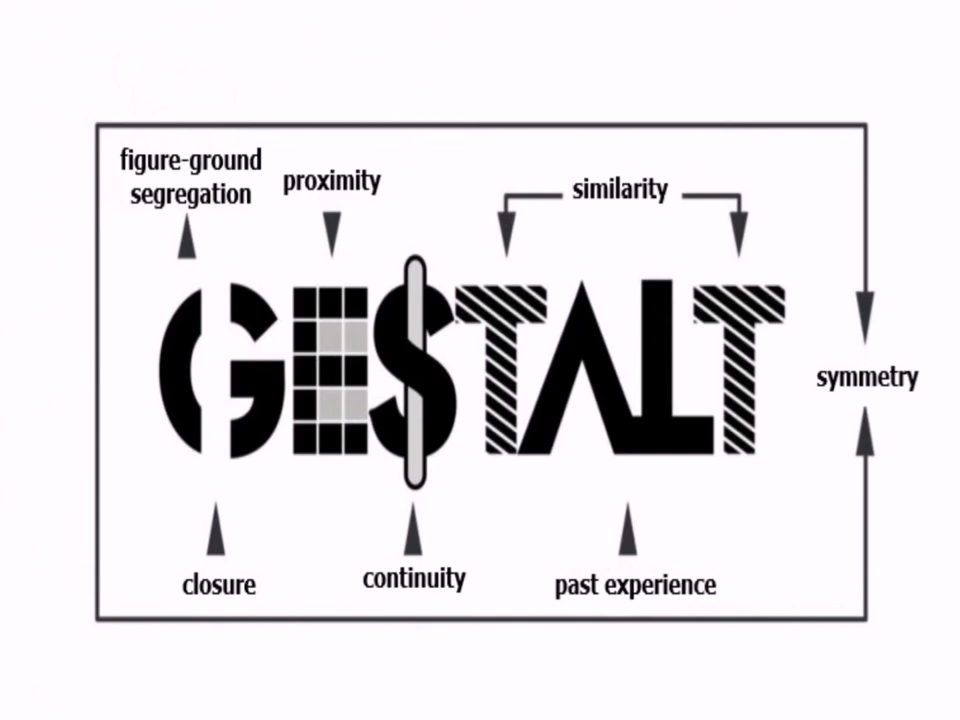 figure-ground
segregation
proximity
similarity
GESTALT
symmetry
closure
continuity
past experience